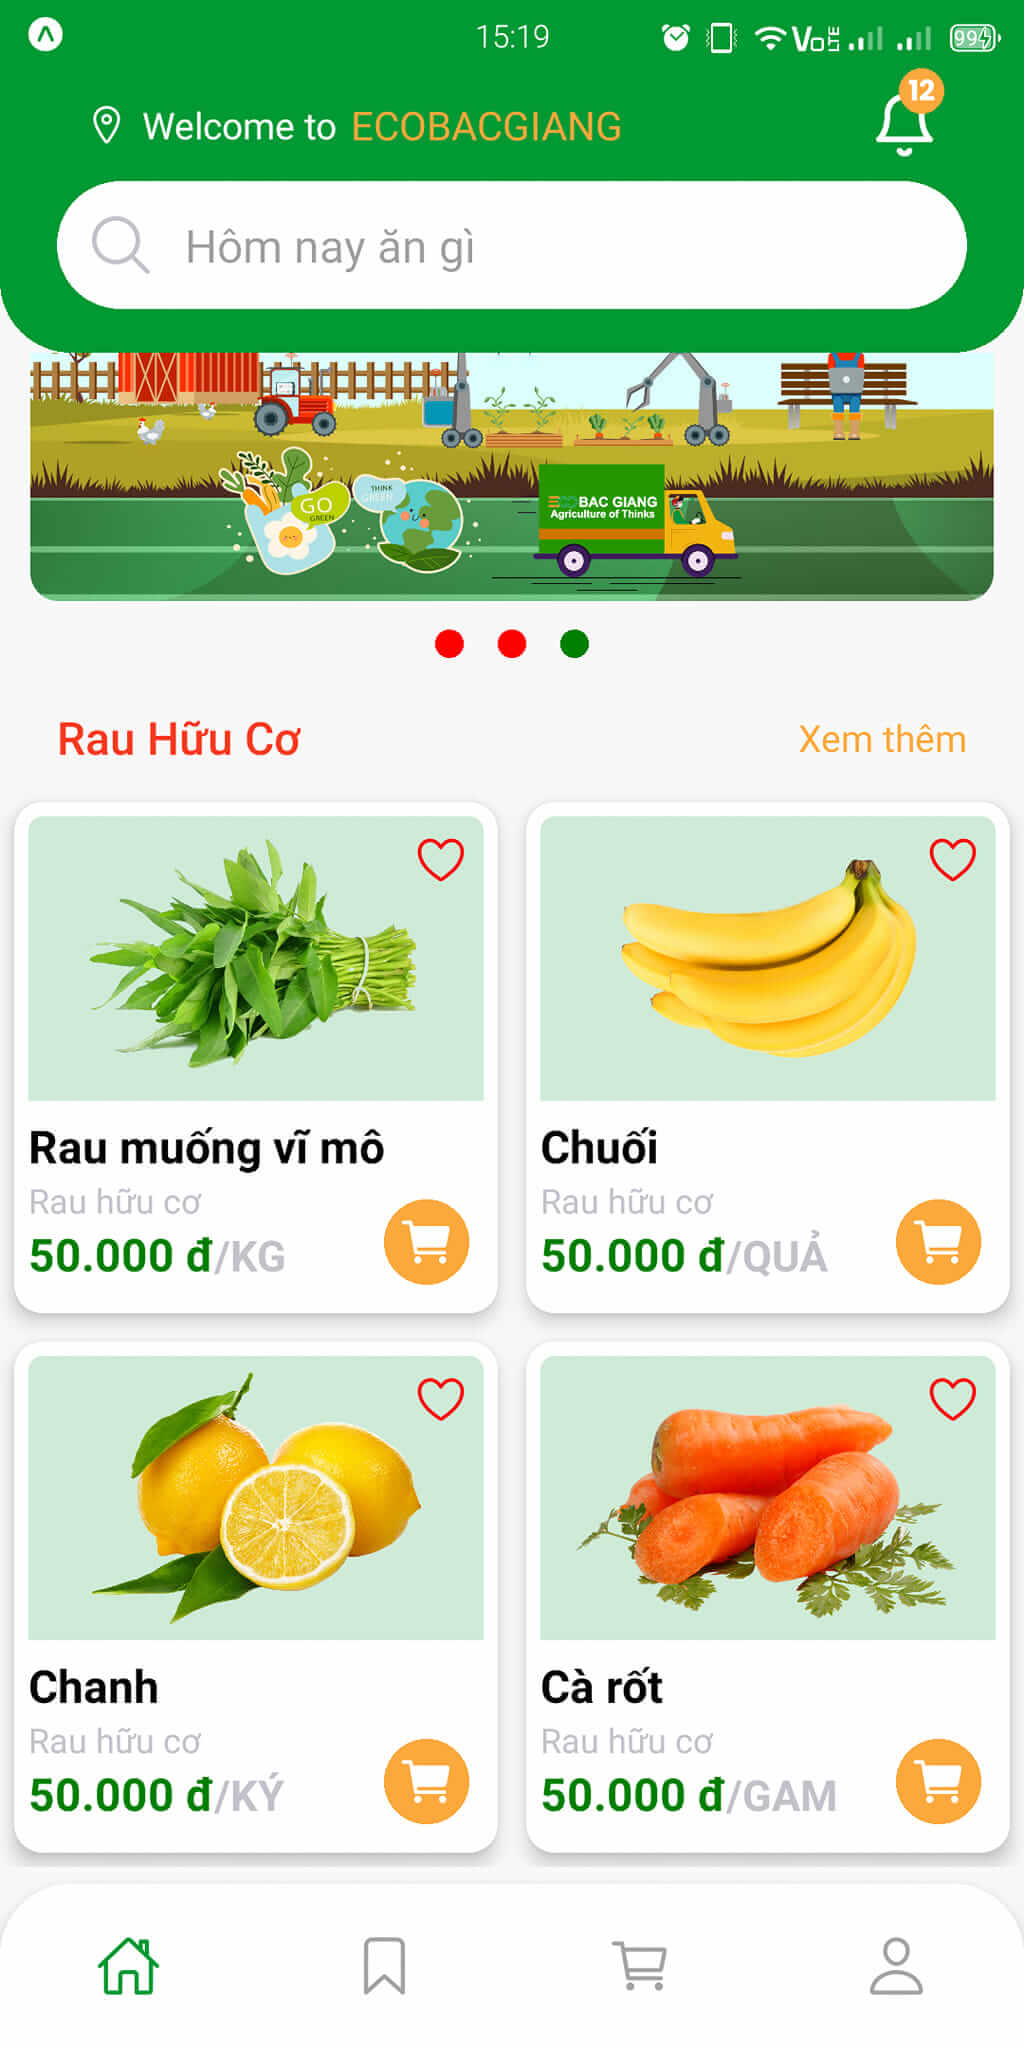 15:19
VoLTE
99
Welcome to ECOBACGIANG
12
Hôm nay ăn gì
GO
GREEN
THINK
GREEN
ECOBAC GIANG
Agriculture of Thinks
Rau Hữu Cơ
Xem thêm
Rau muống vĩ mô
Rau hữu cơ
50.000 đ/KG
Chuối
Rau hữu cơ
50.000 đ/QUẢ
Chanh
Rau hữu cơ
50.000 đ/KÝ
Cà rốt
Rau hữu cơ
50.000 đ/GAM